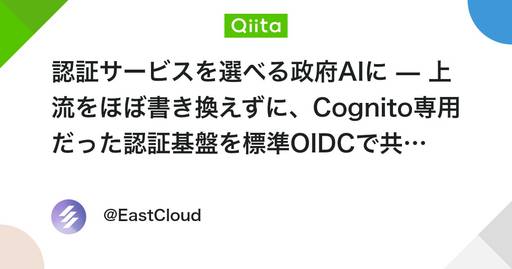 Qiita
認証サービスを選べる政府AIに — 上
流をほぼ書き換えずに、Cognito専用
だった認証基盤を標準OIDCで共…
@EastCloud